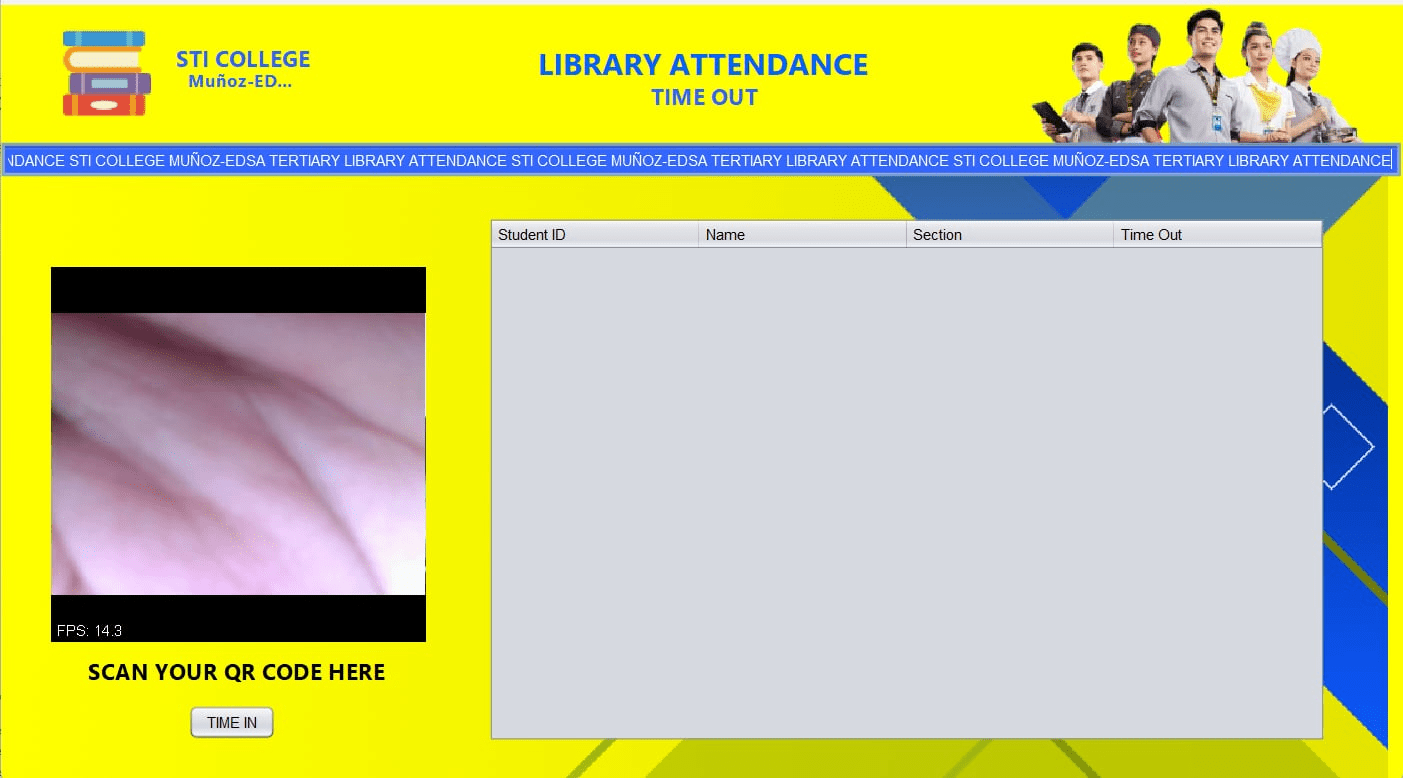 STI COLLEGE
Muñoz-ED...
LIBRARY ATTENDANCE
TIME OUT
NDANCE STI COLLEGE MUÑOZ-EDSA TERTIARY LIBRARY ATTENDANCE STI COLLEGE MUÑOZ-EDSA TERTIARY LIBRARY ATTENDANCE STI COLLEGE MUÑOZ-EDSA TERTIARY LIBRARY ATTENDANCE
Student ID Name Section Time Out
FPS: 14.3
SCAN YOUR QR CODE HERE
TIME IN